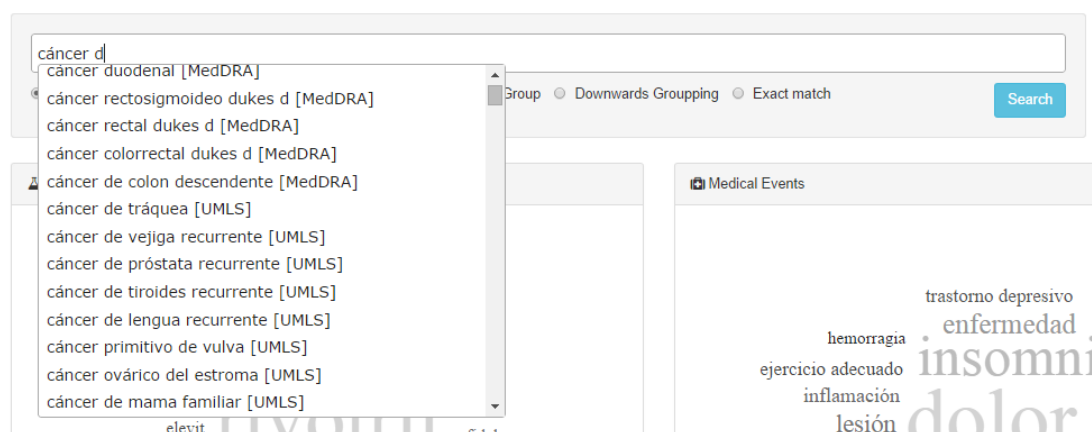 cáncer d
cáncer duodenal [MedDRA]
cáncer rectosigmoideo dukes d [MedDRA]
Group Downwards Groupping Exact match
Search
cáncer rectal dukes d [MedDRA]
cáncer colorrectal dukes d [MedDRA]
cáncer de colon descendente [MedDRA]
Medical Events
cáncer de tráquea [UMLS]
cáncer de vejiga recurrente [UMLS]
cáncer de próstata recurrente [UMLS]
cáncer de tiroides recurrente [UMLS]
cáncer de lengua recurrente [UMLS]
cáncer primitivo de vulva [UMLS]
cáncer ovárico del estroma [UMLS]
cáncer de mama familiar [UMLS]
elevit
trastorno depresivo
enfermedad
hemorragia
insomni
ejercicio adecuado
inflamación
lesión
dolor